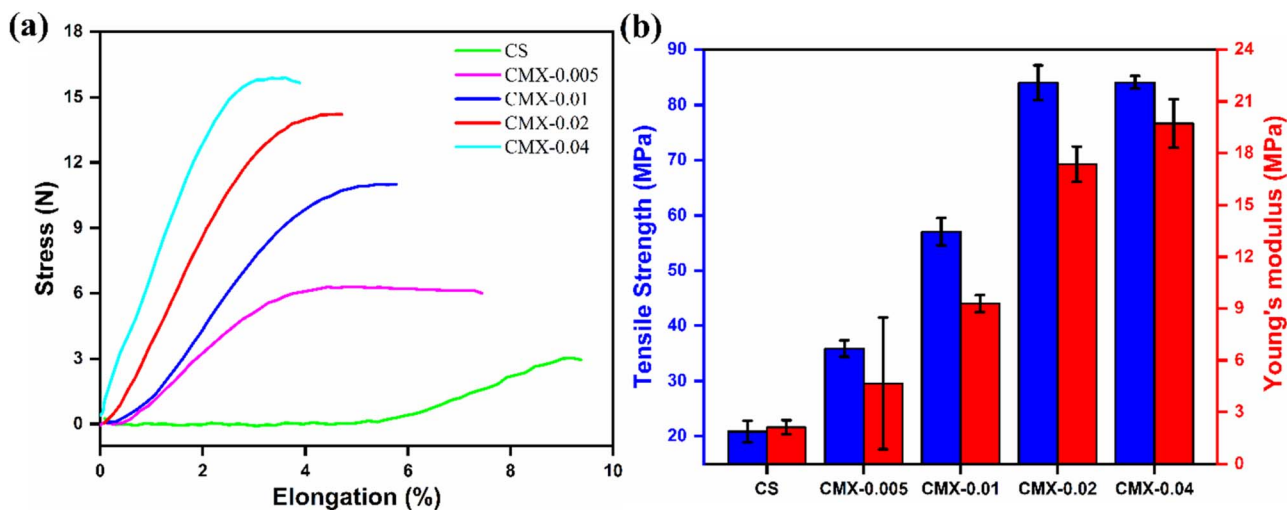 (a)
18
15
12
9
6
3
0
0 2 4 6 8 10
Stress (N)
Elongation (%)
CS
CMX-0.005
CMX-0.01
CMX-0.02
CMX-0.04
(b)
90
80
70
60
50
40
30
20
Tensile Strength (MPa)
24
21
18
15
12
9
6
3
0
Young's modulus (MPa)
CS CMX-0.005 CMX-0.01 CMX-0.02 CMX-0.04